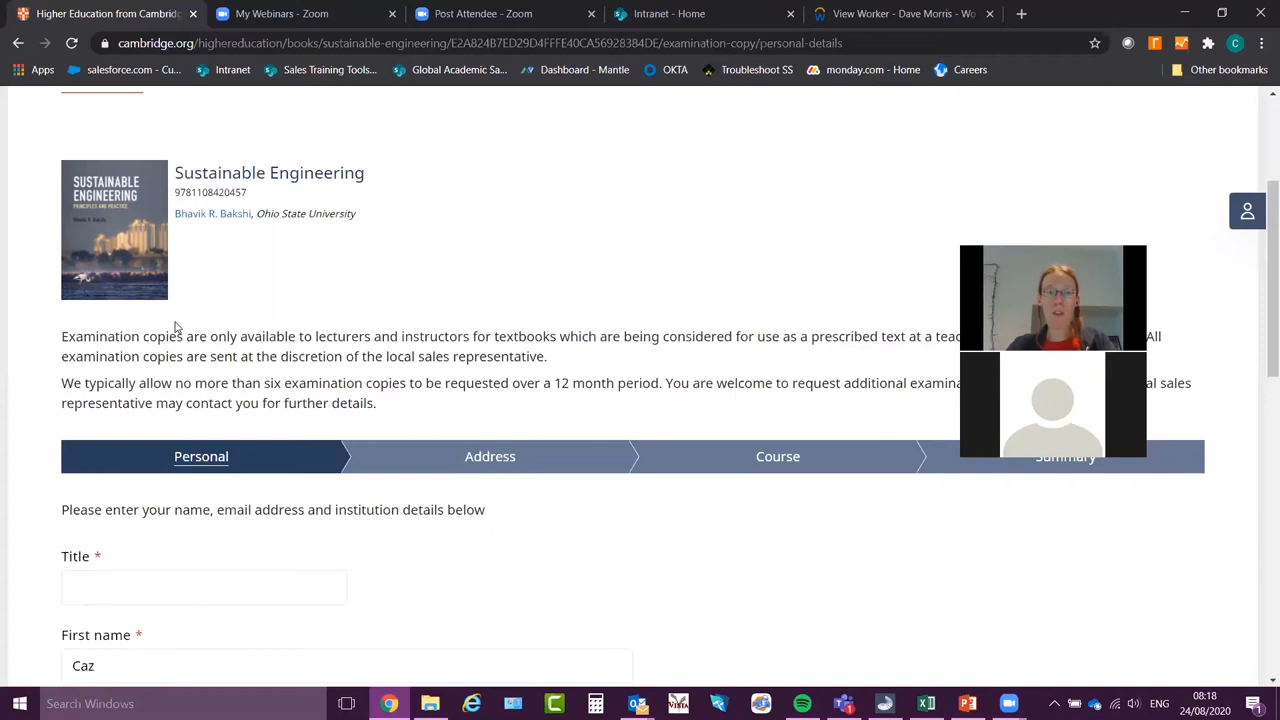 Higher Education from Cambridg
My Webinars - Zoom
Post Attendee - Zoom
Intranet - Home
View Worker - Dave Morris - Wo
cambridge.org/highereducation/books/sustainable-engineering/E2A824B7ED29D4FFFE40CA56928384DE/examination-copy/personal-details
C
Apps
salesforce.com - Cu...
Intranet
Sales Training Tools...
Global Academic Sa...
Dashboard - Mantle
OKTA
Troubleshoot SS
monday.com - Home
Careers
Other bookmarks
SUSTAINABLE
ENGINEERING
PRINCIPLES AND PRACTICE
Sustainable Engineering
9781108420457
Bhavik R. Bakshi, Ohio State University
Examination copies are only available to lecturers and instructors for textbooks which are being considered for use as a prescribed text at a All
examination copies are sent at the discretion of the local sales representative.
We typically allow no more than six examination copies to be requested over a 12 month period. You are welcome to request additional sales
representative may contact you for further details.
Personal
Address
Course
Summary
Please enter your name, email address and institution details below
Title *
First name *
Caz
Search Windows
ENG
08:18
24/08/2020